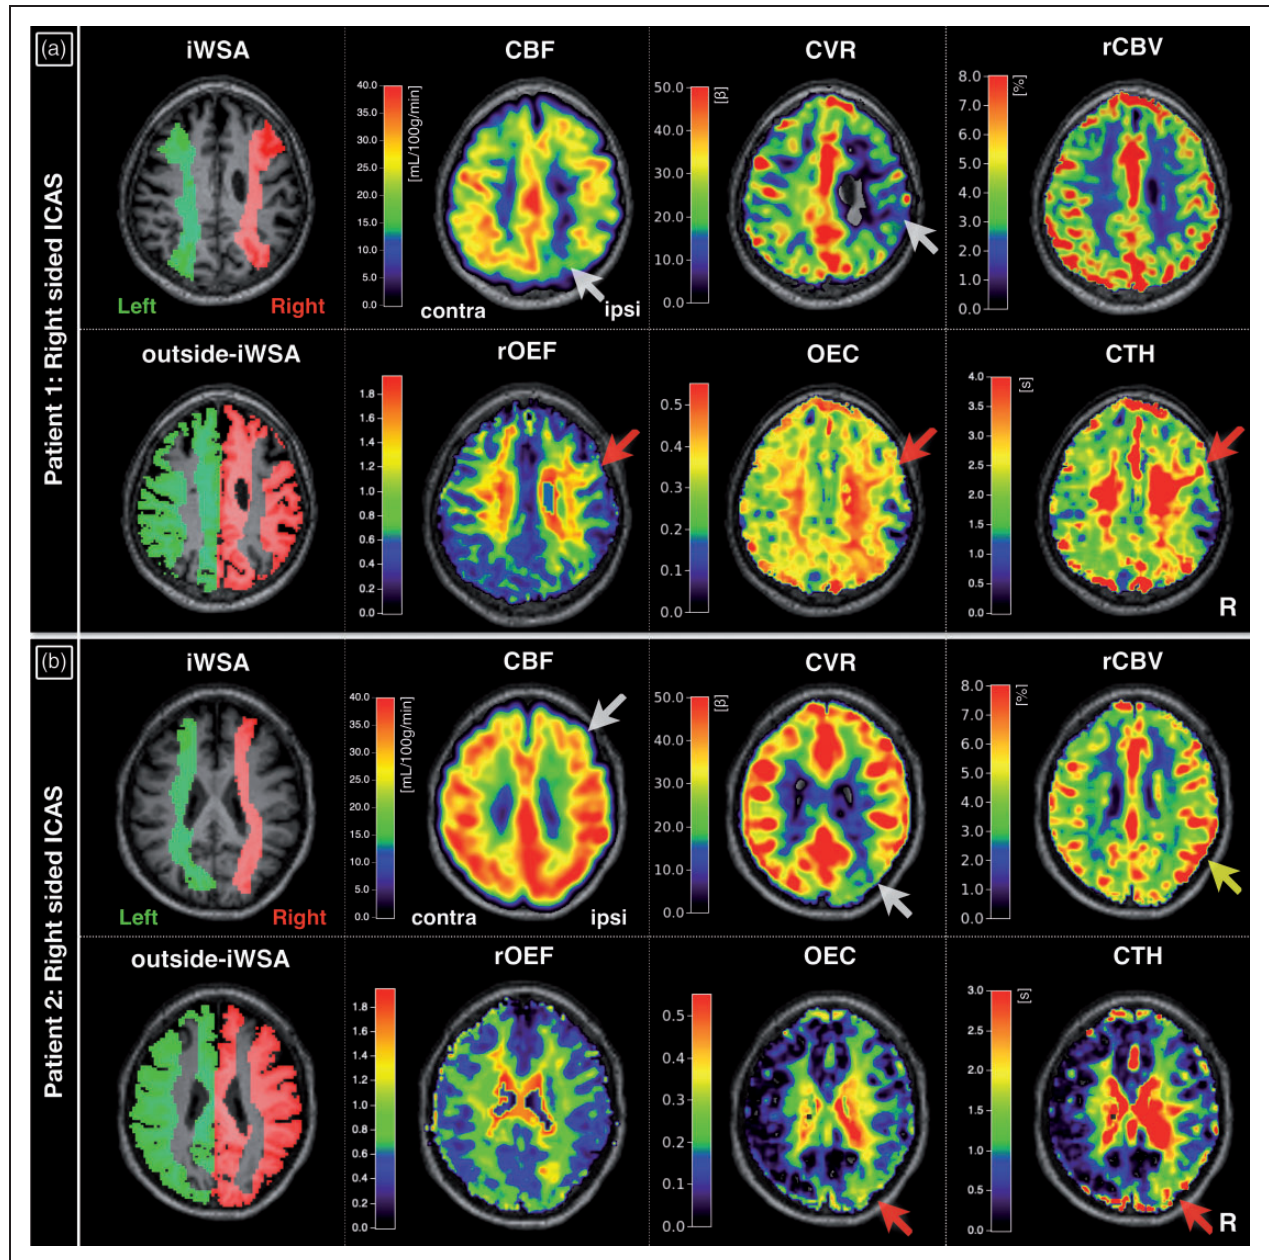 (a)
Patient 1: Right sided ICAS
iWSA
Left
Right
CBF
40.0
35.0
30.0
25.0
20.0
15.0
10.0
5.0
0.0
[mL/100g/min]
contra
ipsi
CVR
50.0
40.0
30.0
20.0
10.0
0.0
[β]
rCBV
8.0
7.0
6.0
5.0
4.0
3.0
2.0
1.0
0.0
[%]
outside-iWSA
rOEF
1.8
1.6
1.4
1.2
1.0
0.8
0.6
0.4
0.2
0.0
OEC
0.5
0.4
0.3
0.2
0.1
0.0
CTH
4.0
3.5
3.0
2.5
2.0
1.5
1.0
0.5
0.0
[s]
R
(b)
Patient 2: Right sided ICAS
iWSA
Left
Right
CBF
40.0
35.0
30.0
25.0
20.0
15.0
10.0
5.0
0.0
[mL/100g/min]
contra
ipsi
CVR
50.0
40.0
30.0
20.0
10.0
0.0
[β]
rCBV
8.0
7.0
6.0
5.0
4.0
3.0
2.0
1.0
0.0
[%]
outside-iWSA
rOEF
1.8
1.6
1.4
1.2
1.0
0.8
0.6
0.4
0.2
0.0
OEC
0.5
0.4
0.3
0.2
0.1
0.0
CTH
3.0
2.5
2.0
1.5
1.0
0.5
0.0
[s]
R